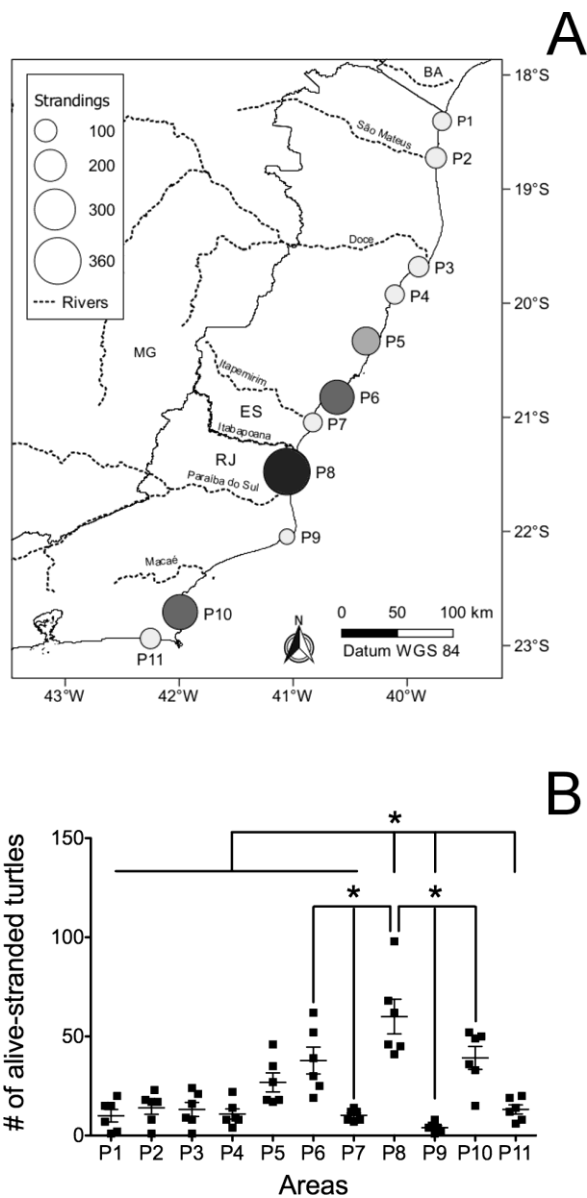 A
BA
18°S
Strandings
100
200
300
360
Rivers
P1
São Mateus
P2
19°S
Doce
P3
P4
20°S
MG
P5
Itapemirim
P6
ES
P7
21°S
Itabapoana
RJ
P8
Paraíba do Sul
22°S
P9
Macaé
P10
N
0 50 100 km
Datum WGS 84
P11
23°S
43°W 42°W 41°W 40°W
B
# of alive-stranded turtles
150
*
100
* *
50
0
P1 P2 P3 P4 P5 P6 P7 P8 P9 P10 P11
Areas